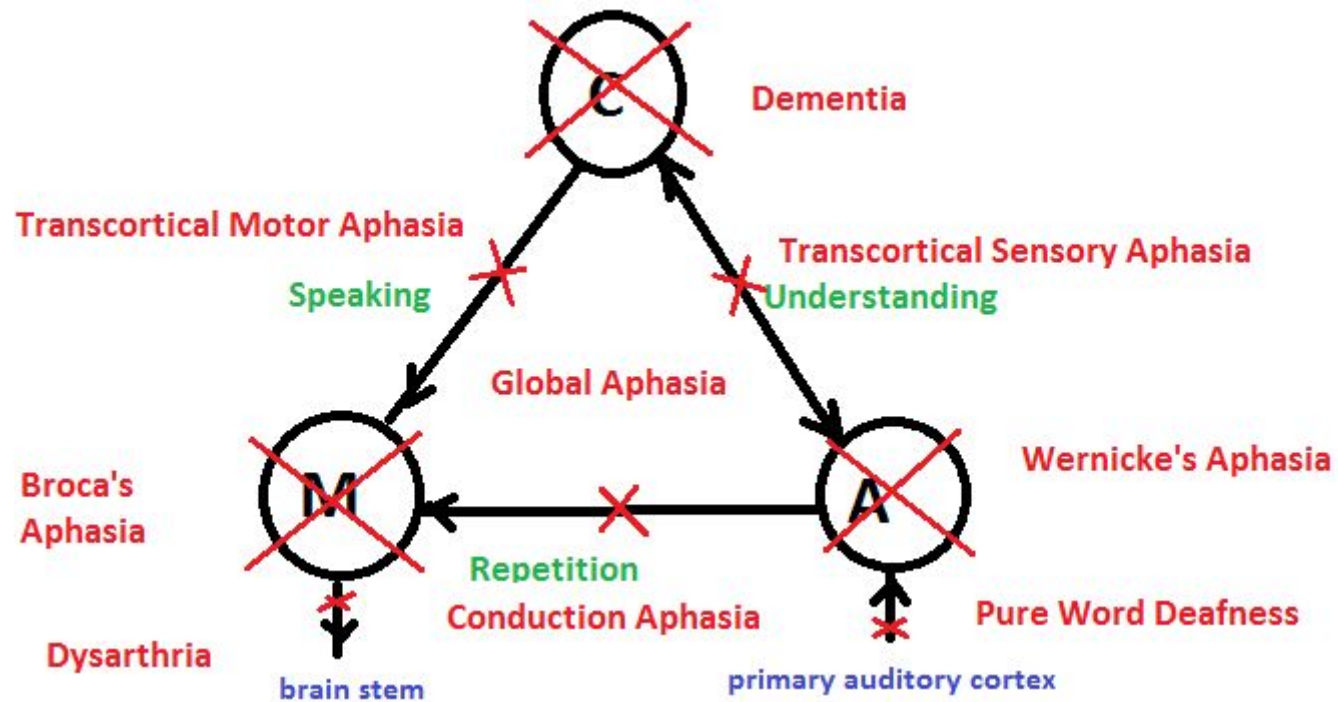 C
Dementia
Transcortical Motor Aphasia
Speaking
Transcortical Sensory Aphasia
Understanding
Global Aphasia
M
A
Broca's
Aphasia
Wernicke's Aphasia
Repetition
Conduction Aphasia
Pure Word Deafness
Dysarthria
brain stem
primary auditory cortex